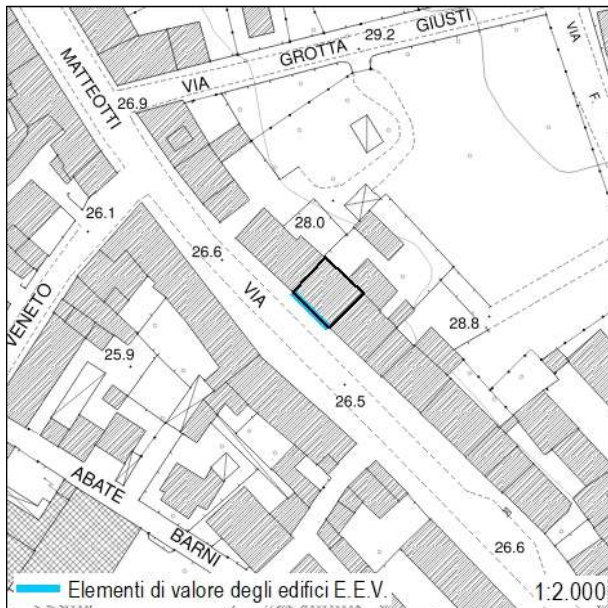 MATTEOTTI
VIA GROTTA GIUSTI
29.2
VIA F.
26.9
26.1
28.0
26.6
VIA
VENETO
28.8
25.9
26.5
ABATE BARNI
26.6
Elementi di valore degli edifici E.E.V.
1:2.000